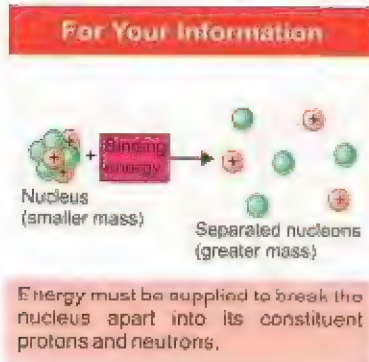 For Your Information
+
Binding
energy
Nucleus
(smaller mass)
Separated nucleons
(greater mass)
Energy must be supplied to break the
nucleus apart into its constituent
protons and neutrons.